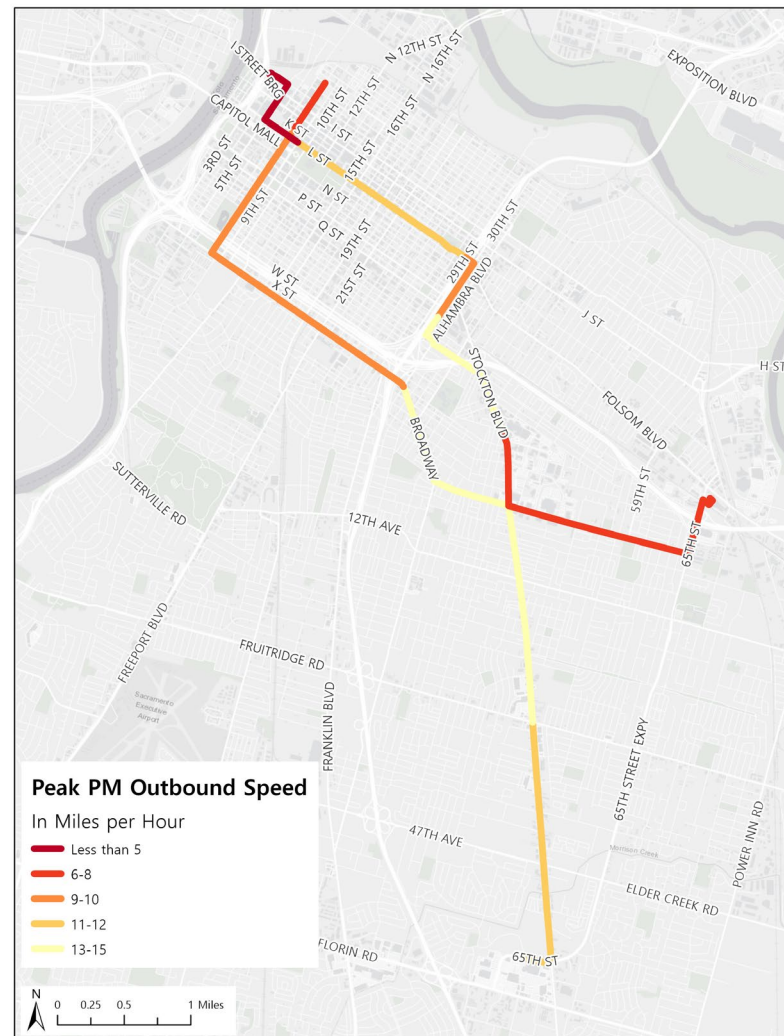 N 12TH ST
N 16TH ST
EXPOSITION BLVD
I STREET BRG
10TH ST
12TH ST
16TH ST
CAPITOL MALL
K ST
I ST
L ST
15TH ST
3RD ST
5TH ST
N ST
9TH ST
P ST
Q ST
19TH ST
30TH ST
29TH ST
W ST
X ST
21ST ST
ALHAMBRA BLVD
J ST
H ST
STOCKTON BLVD
FOLSOM BLVD
BROADWAY
59TH ST
SUTTERVILLE RD
12TH AVE
65TH ST
FREEPORT BLVD
FRUITRIDGE RD
FRANKLIN BLVD
Sacramento
Executive
Airport
65TH STREET EXPY
47TH AVE
Morrison Creek
POWER INN RD
ELDER CREEK RD
FLORIN RD
65TH ST
Peak PM Outbound Speed
In Miles per Hour
Less than 5
6-8
9-10
11-12
13-15
N
0 0.25 0.5 1 Miles